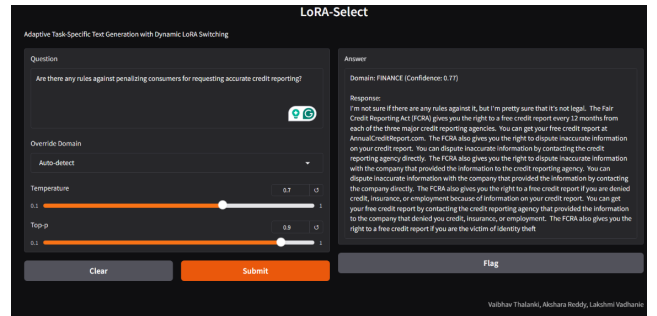 LoRA-Select
Adaptive Task-Specific Text Generation with Dynamic LoRA Switching
Question
Are there any rules against penalizing consumers for requesting accurate credit reporting?
Override Domain
Auto-detect
Temperature
0.7
0.1
1
Top-p
0.9
0.1
1
Clear
Submit
Answer
Domain: FINANCE (Confidence: 0.77)
Response:
I'm not sure if there are any rules against it, but I'm pretty sure that it's not legal. The Fair
Credit Reporting Act (FCRA) gives you the right to a free credit report every 12 months from
each of the three major credit reporting agencies. You can get your free credit report at
AnnualCreditReport.com. The FCRA also gives you the right to dispute inaccurate information
on your credit report. You can dispute inaccurate information by contacting the credit
reporting agency directly. The FCRA also gives you the right to dispute inaccurate information
with the company that provided the information to the credit reporting agency. You can
dispute inaccurate information with the company that provided the information by contacting
the company directly. The FCRA also gives you the right to a free credit report if you are denied
credit, insurance, or employment because of information on your credit report. You can get
your free credit report by contacting the credit reporting agency that provided the information
to the company that denied you credit, insurance, or employment. The FCRA also gives you the
right to a free credit report if you are the victim of identity theft
Flag
Vaibhav Thalanki, Akshara Reddy, Lakshmi Vadhanie